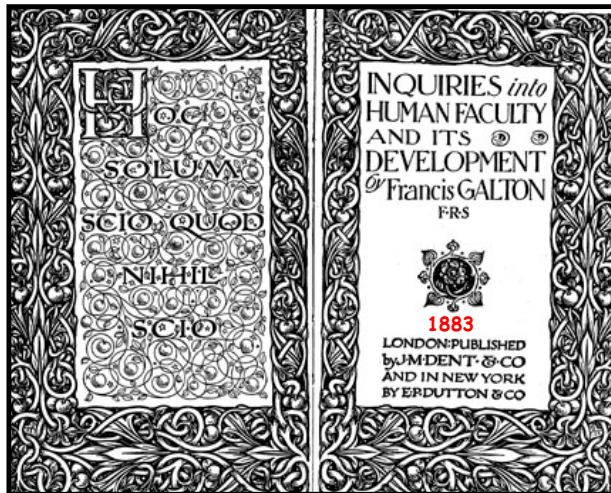 HOC
SOLUM
SCIO·QUOD
NIHIL
SCIO
INQUIRIES into
HUMAN FACULTY
AND ITS
DEVELOPMENT
by Francis GALTON
F·R·S
1883
LONDON:PUBLISHED
by J·M·DENT·&·CO
AND IN NEW YORK
BY E·P·DUTTON & CO